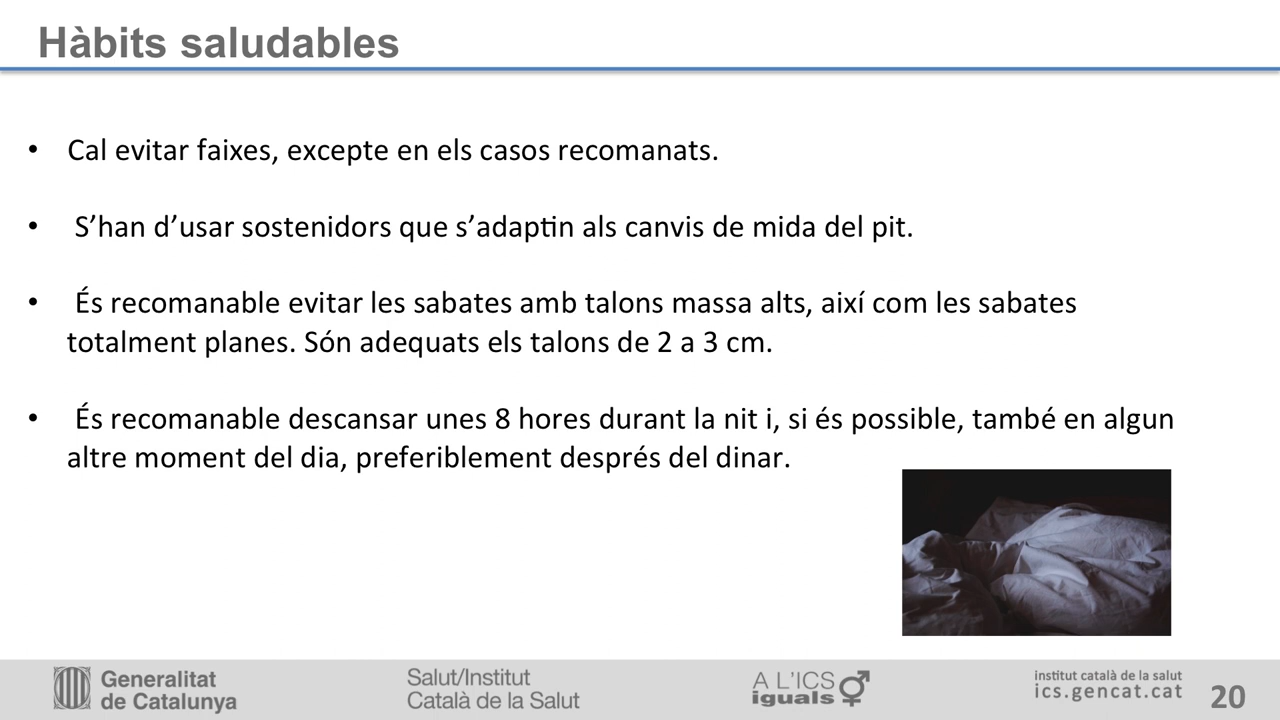 Hàbits saludables
• Cal evitar faixes, excepte en els casos recomanats.
• S’han d’usar sostenidors que s’adaptin als canvis de mida del pit.
• És recomanable evitar les sabates amb talons massa alts, així com les sabates
totalment planes. Són adequats els talons de 2 a 3 cm.
• És recomanable descansar unes 8 hores durant la nit i, si és possible, també en algun
altre moment del dia, preferiblement després del dinar.
Generalitat
de Catalunya
Salut/Institut
Català de la Salut
A L'ICS
iguals
institut català de la salut
ics.gencat.cat
20